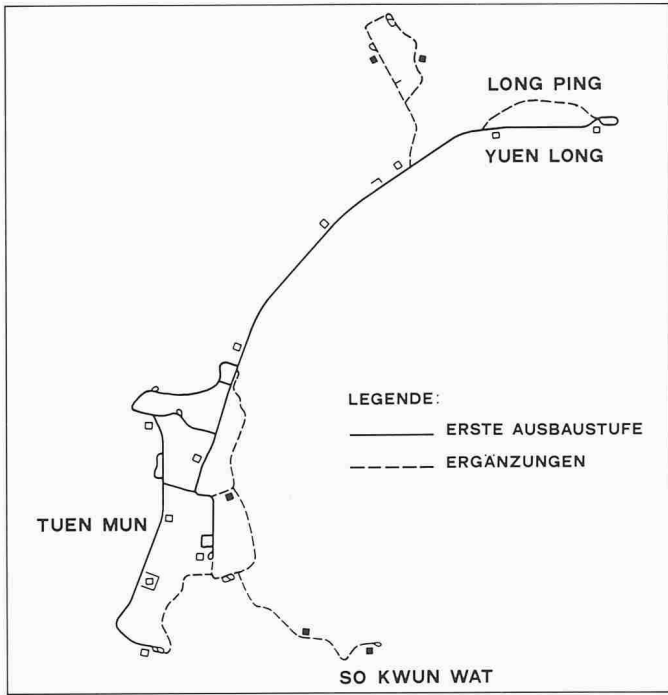 LONG PING
YUEN LONG
LEGENDE:
ERSTE AUSBAUSTUFE
ERGÄNZUNGEN
TUEN MUN
SO KWUN WAT